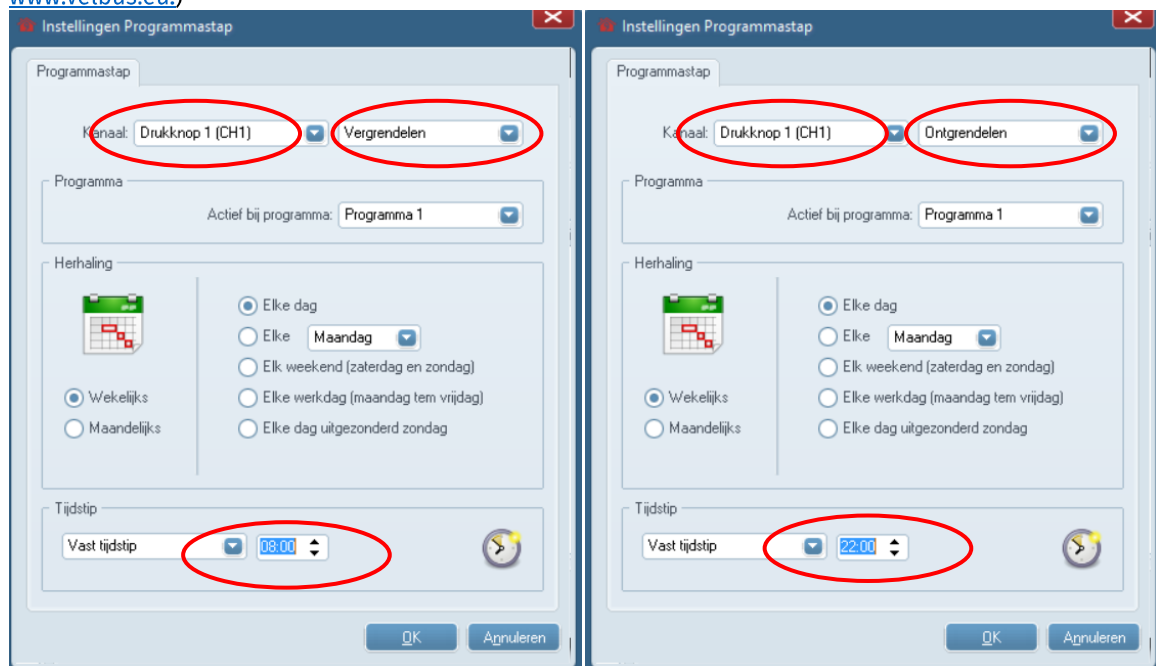 www.velbus.eu.)
Instellingen Programmastap
Programmastap
Kanaal: Drukknop 1 (CH1) Vergrendelen
Programma
Actief bij programma: Programma 1
Herhaling
Elke dag
Elke Maandag
Elk weekend (zaterdag en zondag)
Wekelijks
Elke werkdag (maandag tem vrijdag)
Maandelijks
Elke dag uitgezonderd zondag
Tijdstip
Vast tijdstip 08:00
OK Annuleren
Instellingen Programmastap
Programmastap
Kanaal: Drukknop 1 (CH1) Ontgrendelen
Programma
Actief bij programma: Programma 1
Herhaling
Elke dag
Elke Maandag
Elk weekend (zaterdag en zondag)
Wekelijks
Elke werkdag (maandag tem vrijdag)
Maandelijks
Elke dag uitgezonderd zondag
Tijdstip
Vast tijdstip 22:00
OK Annuleren